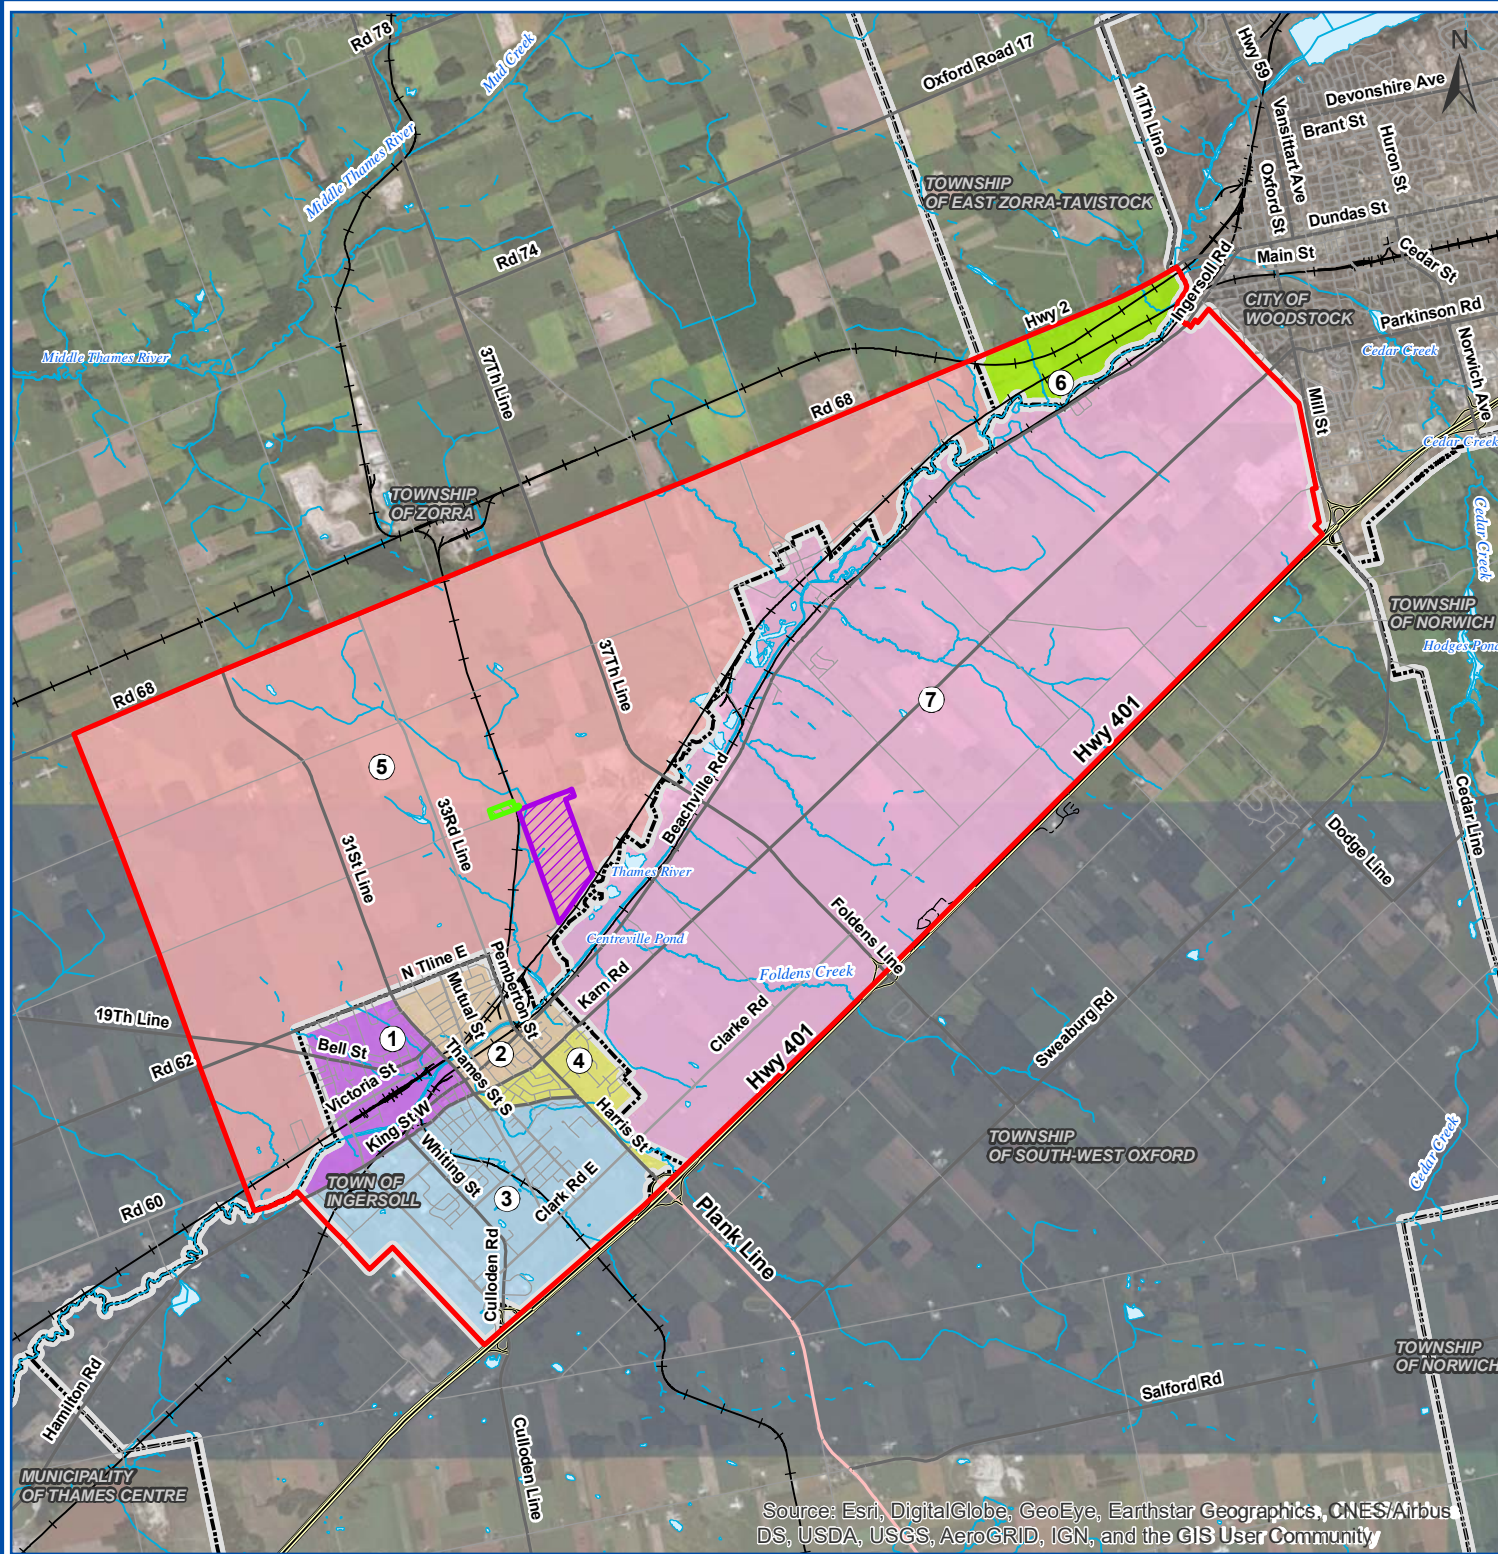 Rd 78
Mud Creek
Oxford Road 17
Hwy 59
N
11Th Line
Devonshire Ave
Vansittart Ave
Brant St
Huron St
Middle Thames River
TOWNSHIP
OF EAST ZORRA-TAVISTOCK
Oxford St
Dundas St
Rd 74
Main St
Cedar St
Ingersoll Rd
CITY OF
WOODSTOCK
Parkinson Rd
Hwy 2
Middle Thames River
Cedar Creek
Norwich Ave
37Th Line
6
Rd 68
Mill St
Cedar Creek
TOWNSHIP
OF ZORRA
Cedar Creek
TOWNSHIP
OF NORWICH
Hodges Pond
37Th Line
Rd 68
7
Hwy 401
5
Beachville Rd
33Rd Line
31St Line
Cedar Line
Dodge Line
Thames River
Foldens Line
Centreville Pond
N Tline E
Pemberton St
Mutual St
Karn Rd
Foldens Creek
19Th Line
Clarke Rd
Sweaburg Rd
Bell St
1
2
4
Hwy 401
Rd 62
Thames St S
Victoria St
King St W
Harris St
Whiting St
TOWNSHIP
OF SOUTH-WEST OXFORD
Cedar Creek
TOWN OF
INGERSOLL
3
Clark Rd E
Rd 60
Plank Line
Culloden Rd
TOWNSHIP
OF NORWICH
Hamilton Rd
Salford Rd
Culloden Line
MUNICIPALITY
OF THAMES CENTRE
Source: Esri, DigitalGlobe, GeoEye, Earthstar Geographics, CNES/Airbus
DS, USDA, USGS, AeroGRID, IGN, and the GIS User Community